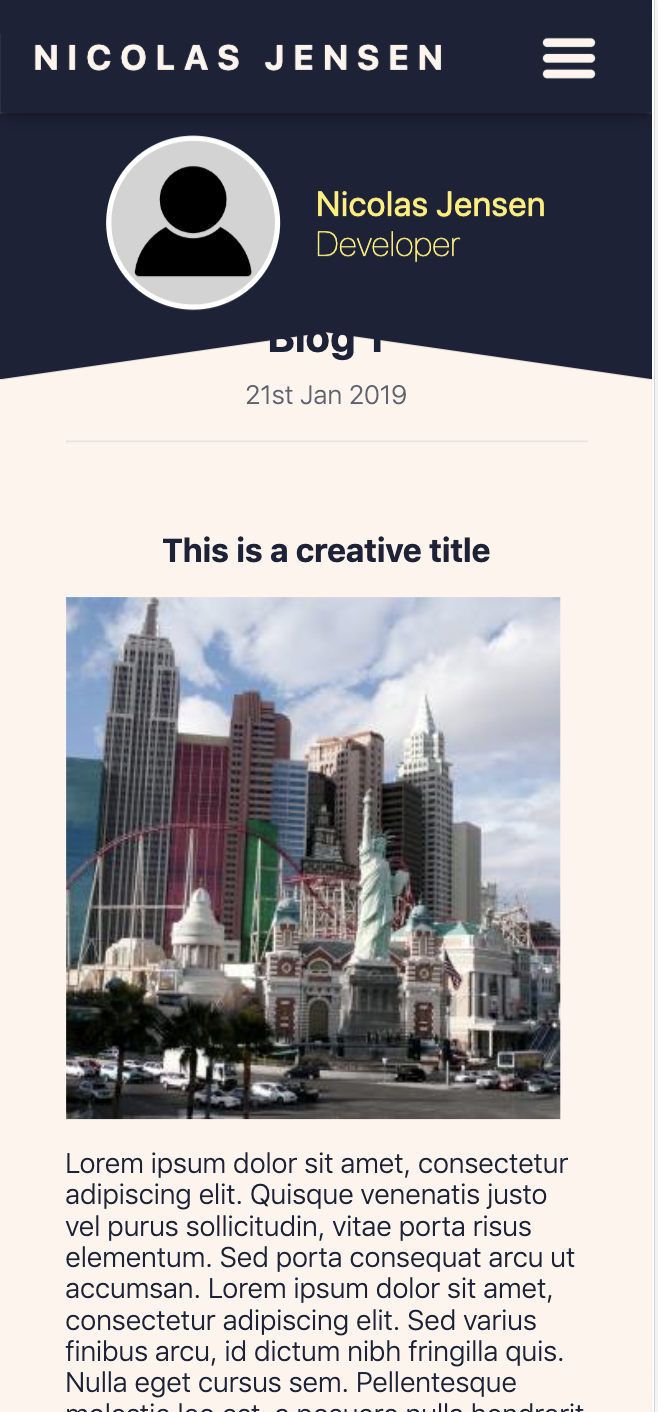 NICOLAS JENSEN
Nicolas Jensen
Developer
Blog 1
21st Jan 2019
This is a creative title
Lorem ipsum dolor sit amet, consectetur
adipiscing elit. Quisque venenatis justo
vel purus sollicitudin, vitae porta risus
elementum. Sed porta consequat arcu ut
accumsan. Lorem ipsum dolor sit amet,
consectetur adipiscing elit. Sed varius
finibus arcu, id dictum nibh fringilla quis.
Nulla eget cursus sem. Pellentesque